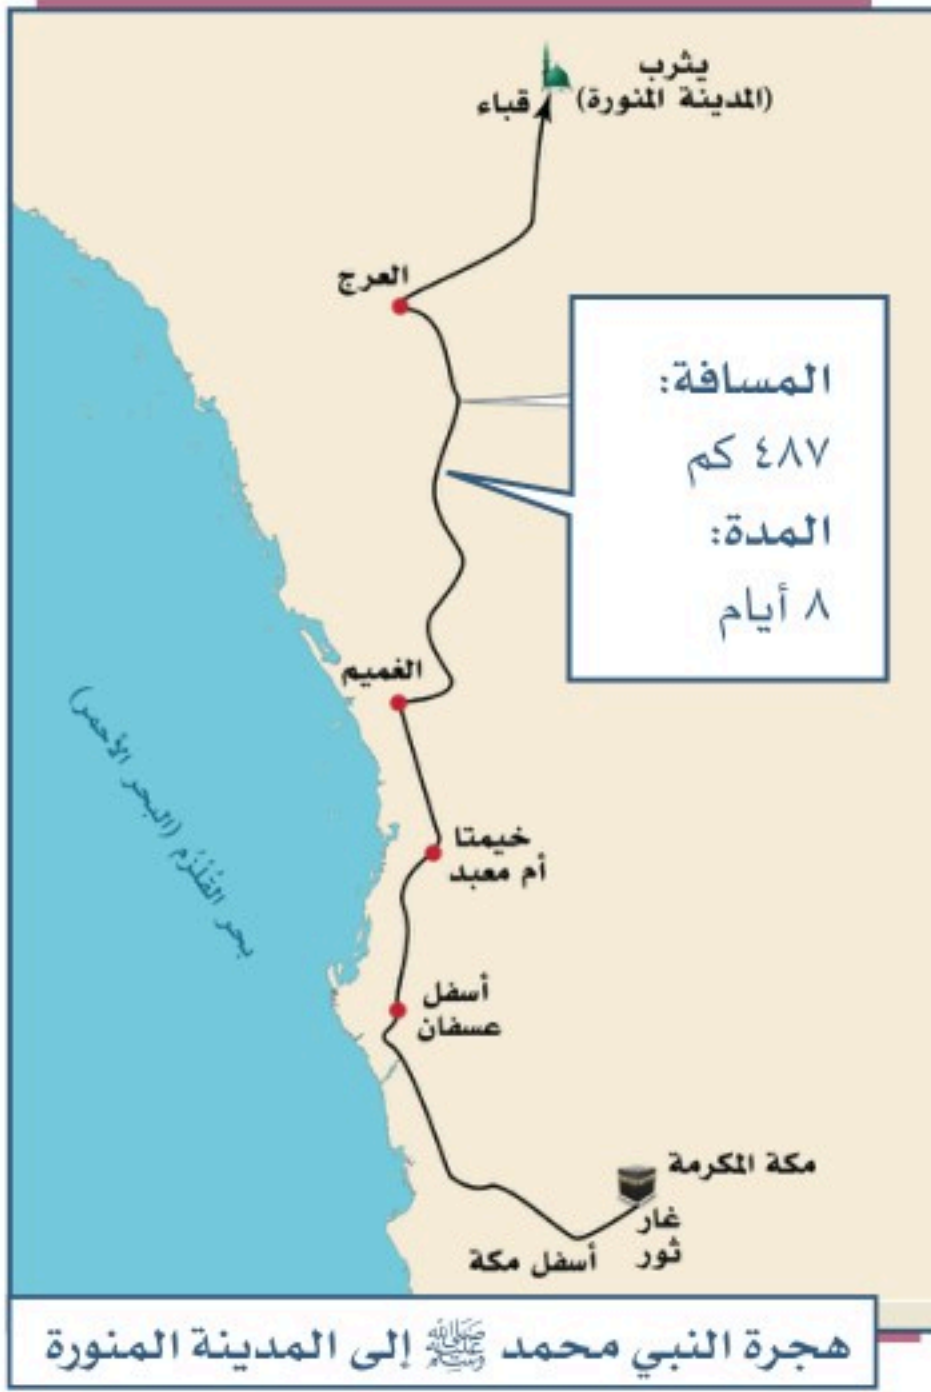 يثرب
(المدينة المنورة)
قباء
العرج
المسافة:
٤٨٧ كم
المدة:
٨ أيام
الغميم
بحر القُلْزُم (البحر الأحمر)
خيمتا
أم معبد
أسفل
عسفان
مكة المكرمة
غار
ثور
أسفل مكة
هجرة النبي محمد ﷺ إلى المدينة المنورة